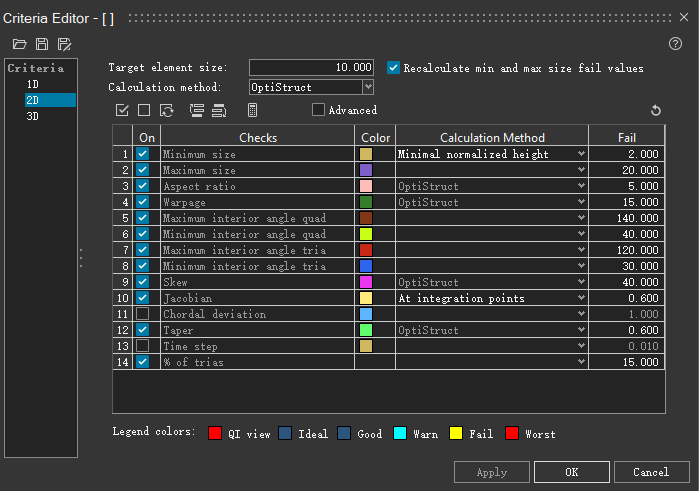 Criteria Editor - [ ]
Criteria
1D
2D
3D
Target element size: 10.000 Recalculate min and max size fail values
Calculation method: OptiStruct
Advanced
On Checks Color Calculation Method Fail
1 Minimum size Minimal normalized height 2.000
2 Maximum size 20.000
3 Aspect ratio OptiStruct 5.000
4 Warpage OptiStruct 15.000
5 Maximum interior angle quad 140.000
6 Minimum interior angle quad 40.000
7 Maximum interior angle tria 120.000
8 Minimum interior angle tria 30.000
9 Skew OptiStruct 40.000
10 Jacobian At integration points 0.600
11 Chordal deviation 1.000
12 Taper OptiStruct 0.600
13 Time step 0.010
14 % of trias 15.000
Legend colors: QI view Ideal Good Warn Fail Worst
Apply OK Cancel